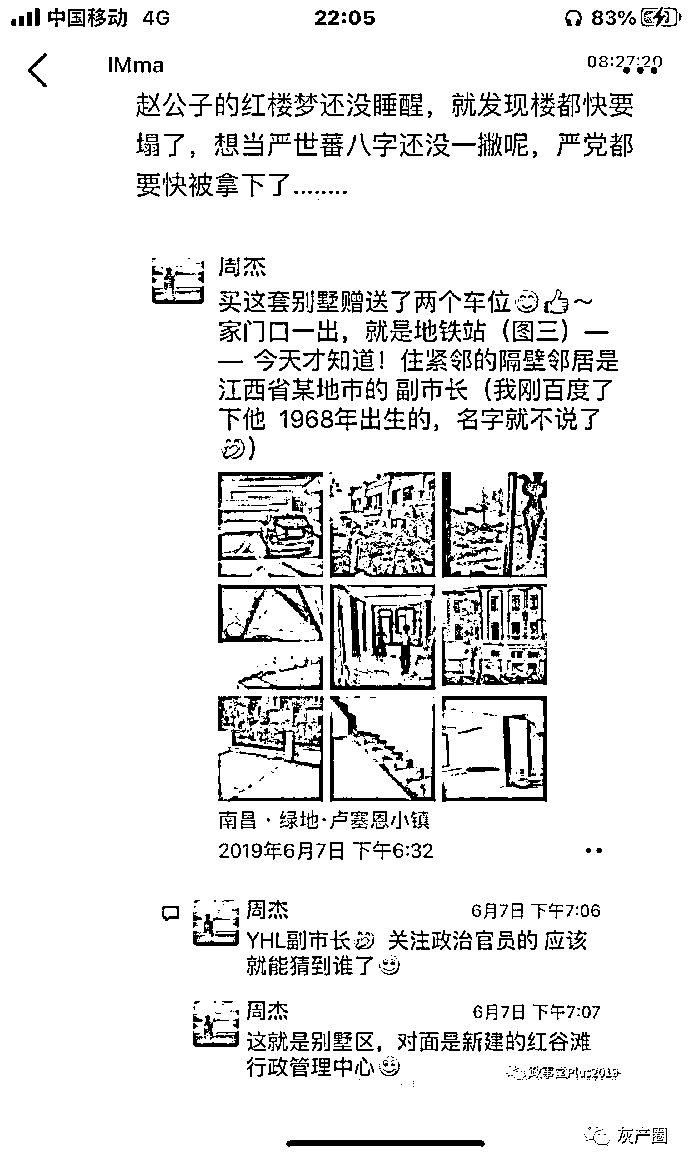 中国移动 4G 22:05 83%
IMma 08:27:20
赵公子的红楼梦还没睡醒，就发现楼都快要
塌了，想当严世蕃八字还没一撇呢，严党都
要快被拿下了........
周杰
买这套别墅赠送了两个车位😊👍～
家门口一出，就是地铁站（图三）—
— 今天才知道！住紧邻的隔壁邻居是
江西省某地市的 副市长（我刚百度了
下他 1968年出生的，名字就不说了
🤭）
南昌·绿地·卢塞恩小镇
2019年6月7日 下午6:32
周杰 6月7日 下午7:06
YHL副市长🤭 关注政治官员的 应该
就能猜到谁了😊
周杰 6月7日 下午7:07
这就是别墅区，对面是新建的红谷滩
行政管理中心😊
政事堂Plus2019
灰产圈